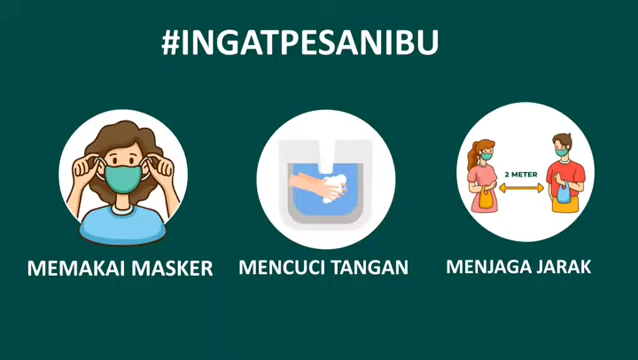 #INGATPESANIBU
2 METER
MEMAKAI MASKER
MENCUCI TANGAN
MENJAGA JARAK